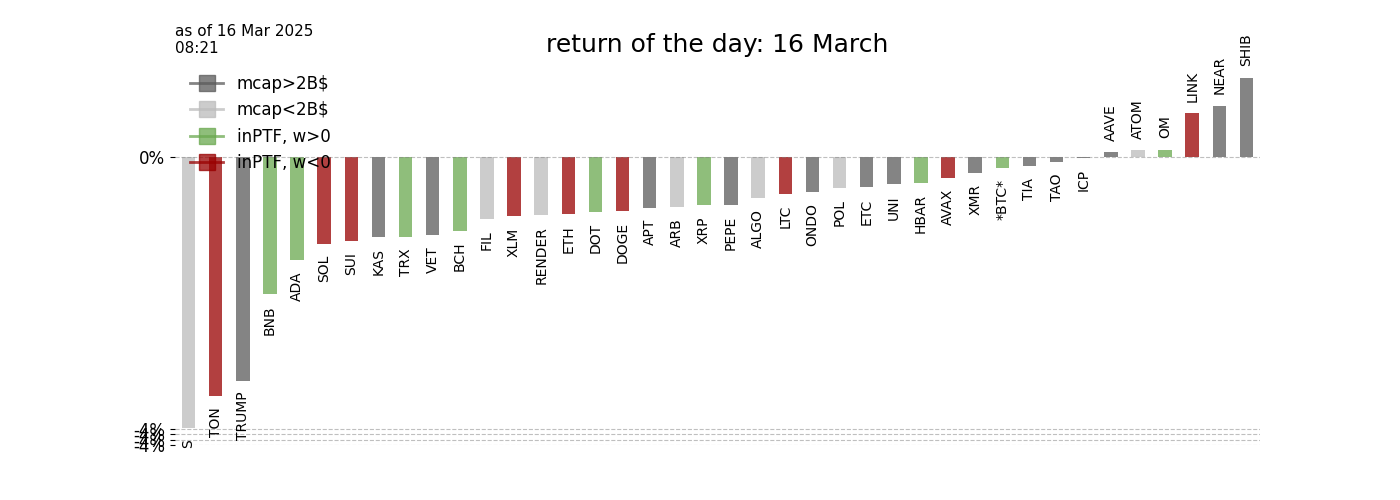 as of 16 Mar 2025
08:21
return of the day: 16 March
mcap>2B$
mcap<2B$
inPTF, w>0
inPTF, w<0
0%
-4%
-4%
-4%
-4%
S
TON
TRUMP
BNB
ADA
SOL
SUI
KAS
TRX
VET
BCH
FIL
XLM
RENDER
ETH
DOT
DOGE
APT
ARB
XRP
PEPE
ALGO
LTC
ONDO
POL
ETC
UNI
HBAR
AVAX
XMR
*BTC*
TIA
TAO
ICP
AAVE
ATOM
OM
LINK
NEAR
SHIB